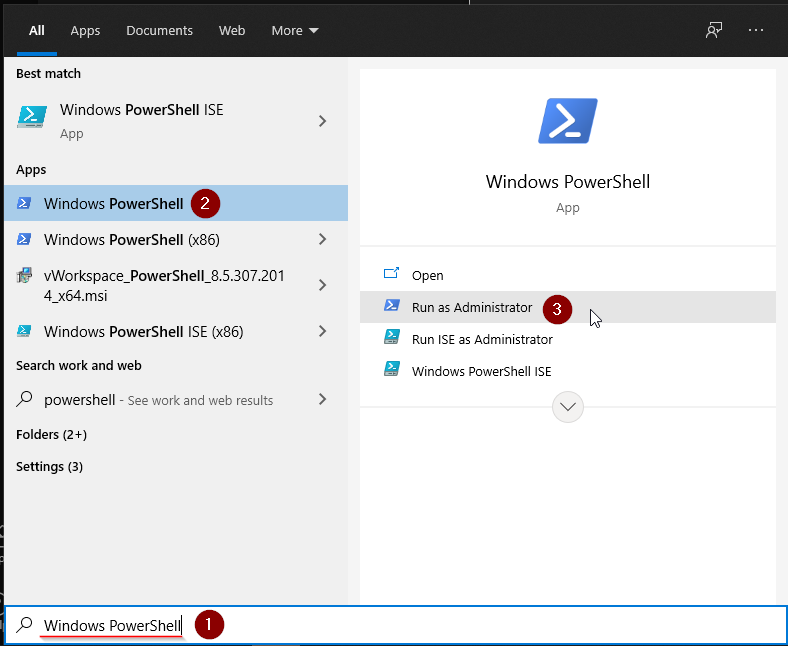 All Apps Documents Web More
Best match
Windows PowerShell ISE
App
Apps
Windows PowerShell 2
Windows PowerShell (x86)
vWorkspace_PowerShell_8.5.307.201
4_x64.msi
Windows PowerShell ISE (x86)
Search work and web
powershell - See work and web results
Folders (2+)
Settings (3)
Windows PowerShell
App
Open
Run as Administrator 3
Run ISE as Administrator
Windows PowerShell ISE
Windows PowerShell 1